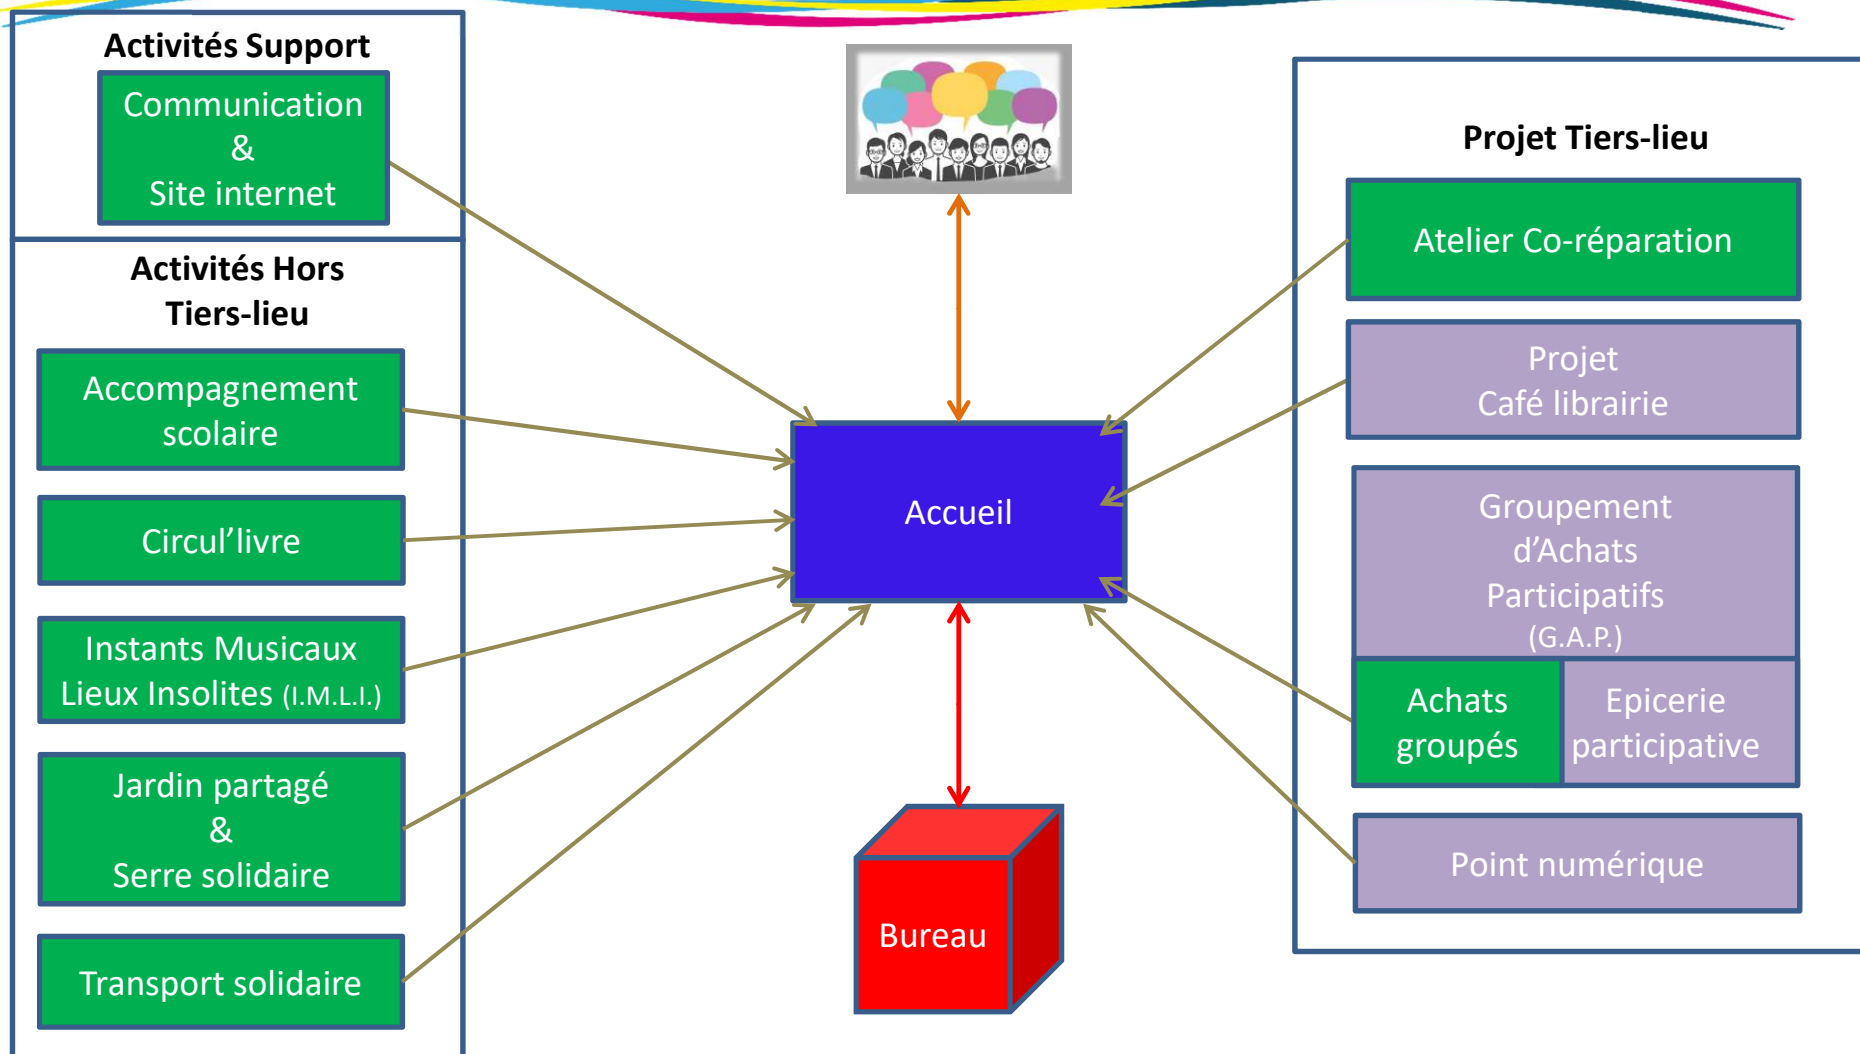 Activités Support
Communication
&
Site internet
Activités Hors
Tiers-lieu
Accompagnement
scolaire
Circul’livre
Instants Musicaux
Lieux Insolites (I.M.L.I.)
Jardin partagé
&
Serre solidaire
Transport solidaire
Accueil
Bureau
Projet Tiers-lieu
Atelier Co-réparation
Projet
Café librairie
Groupement
d’Achats
Participatifs
(G.A.P.)
Achats
groupés
Epicerie
participative
Point numérique